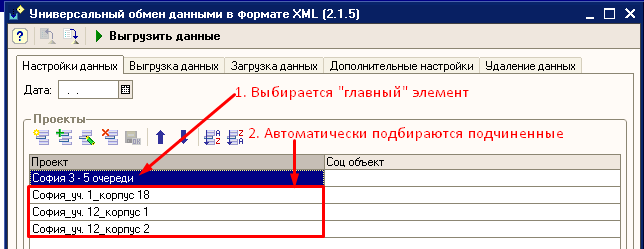 Универсальный обмен данными в формате XML (2.1.5)
Выгрузить данные
Настройки данных Выгрузка данных Загрузка данных Дополнительные настройки Удаление данных
Дата: . .
1. Выбирается "главный" элемент
Проекты
2. Автоматически подбираются подчиненные
Проект Соц объект
София 3 - 5 очереди
София_уч. 1_корпус 18
София_уч. 12_корпус 1
София_уч. 12_корпус 2